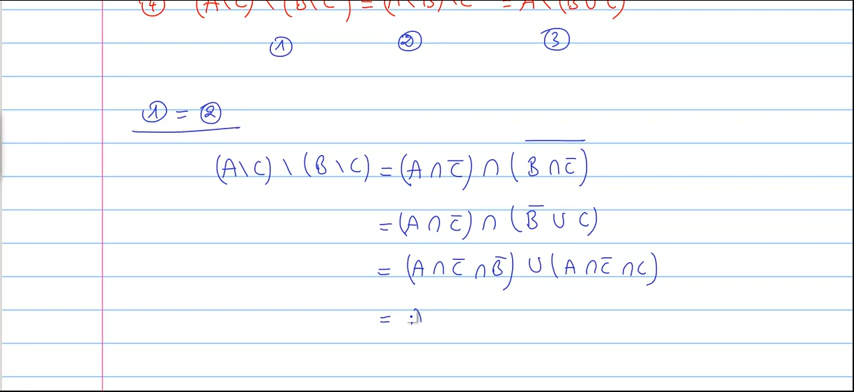 ④ (A\C) \ (B\C) = (A\B)\C = A\(B∪C)
① ② ③
① = ②
(A\C) \ (B\C) = (A∩C̅) ∩ (B̅ ̅∩̅ ̅C̅̅)
= (A∩C̅) ∩ (B̅ ∪ C)
= (A∩C̅∩B̅) ∪ (A∩C̅∩C)
=